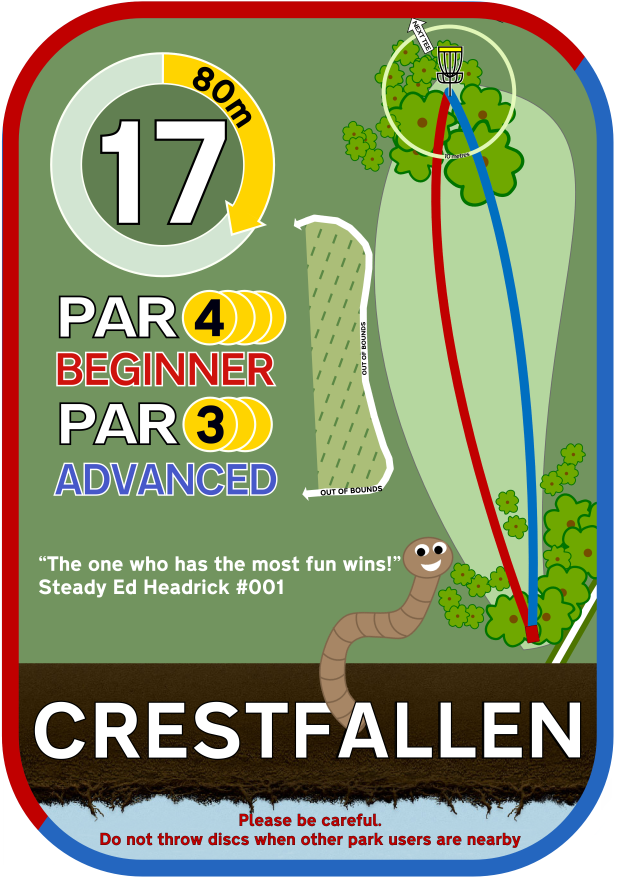 NEXT TEE
80m
17
10 metres
PAR 4
BEGINNER
PAR 3
ADVANCED
OUT OF BOUNDS
OUT OF BOUNDS
“The one who has the most fun wins!”
Steady Ed Headrick #001
CRESTFALLEN
Please be careful.
Do not throw discs when other park users are nearby